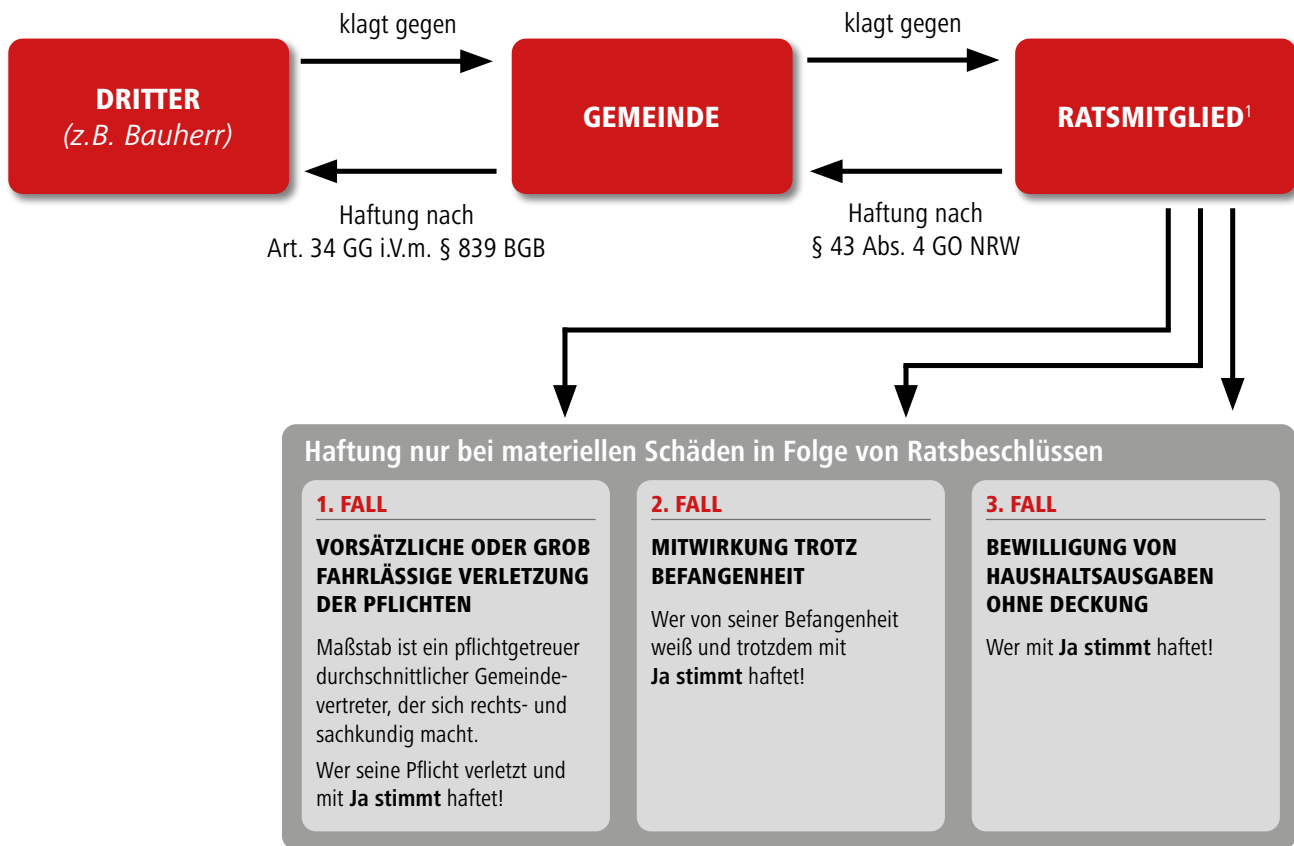 klagt gegen
klagt gegen
DRITTER
(z.B. Bauherr)
GEMEINDE
RATSMITGLIED¹
Haftung nach
Art. 34 GG i.V.m. § 839 BGB
Haftung nach
§ 43 Abs. 4 GO NRW
Haftung nur bei materiellen Schäden in Folge von Ratsbeschlüssen
1. FALL
VORSÄTZLICHE ODER GROB
FAHRLÄSSIGE VERLETZUNG
DER PFLICHTEN
Maßstab ist ein pflichtgetreuer
durchschnittlicher Gemeinde-
vertreter, der sich rechts- und
sachkundig macht.
Wer seine Pflicht verletzt und
mit Ja stimmt haftet!
2. FALL
MITWIRKUNG TROTZ
BEFANGENHEIT
Wer von seiner Befangenheit
weiß und trotzdem mit
Ja stimmt haftet!
3. FALL
BEWILLIGUNG VON
HAUSHALTSAUSGABEN
OHNE DECKUNG
Wer mit Ja stimmt haftet!